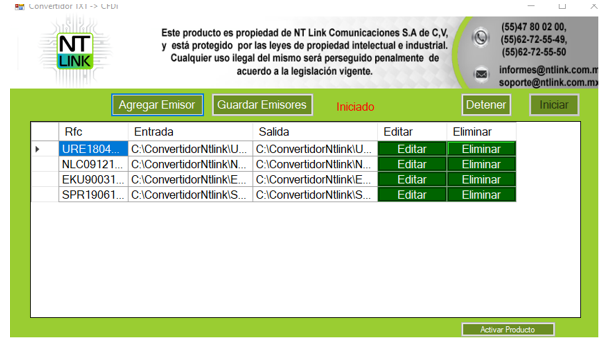 Convertidor TXT -> CFDI
NT
LINK
Este producto es propiedad de NT Link Comunicaciones S.A de C,V,
y está protegido por las leyes de propiedad intelectual e industrial.
Cualquier uso ilegal del mismo será perseguido penalmente de
acuerdo a la legislación vigente.
(55)47 80 02 00,
(55)62-72-55-49,
(55)62-72-55-50
informes@ntlink.com.m
soporte@ntlink.com.mx
Agregar Emisor Guardar Emisores Iniciado Detener Iniciar
Rfc Entrada Salida Editar Eliminar
URE1804... C:\ConvertidorNtlink\U... C:\ConvertidorNtlink\U... Editar Eliminar
NLC09121... C:\ConvertidorNtlink\N... C:\ConvertidorNtlink\N... Editar Eliminar
EKU90031... C:\ConvertidorNtlink\E... C:\ConvertidorNtlink\E... Editar Eliminar
SPR19061... C:\ConvertidorNtlink\S... C:\ConvertidorNtlink\S... Editar Eliminar
Activar Producto